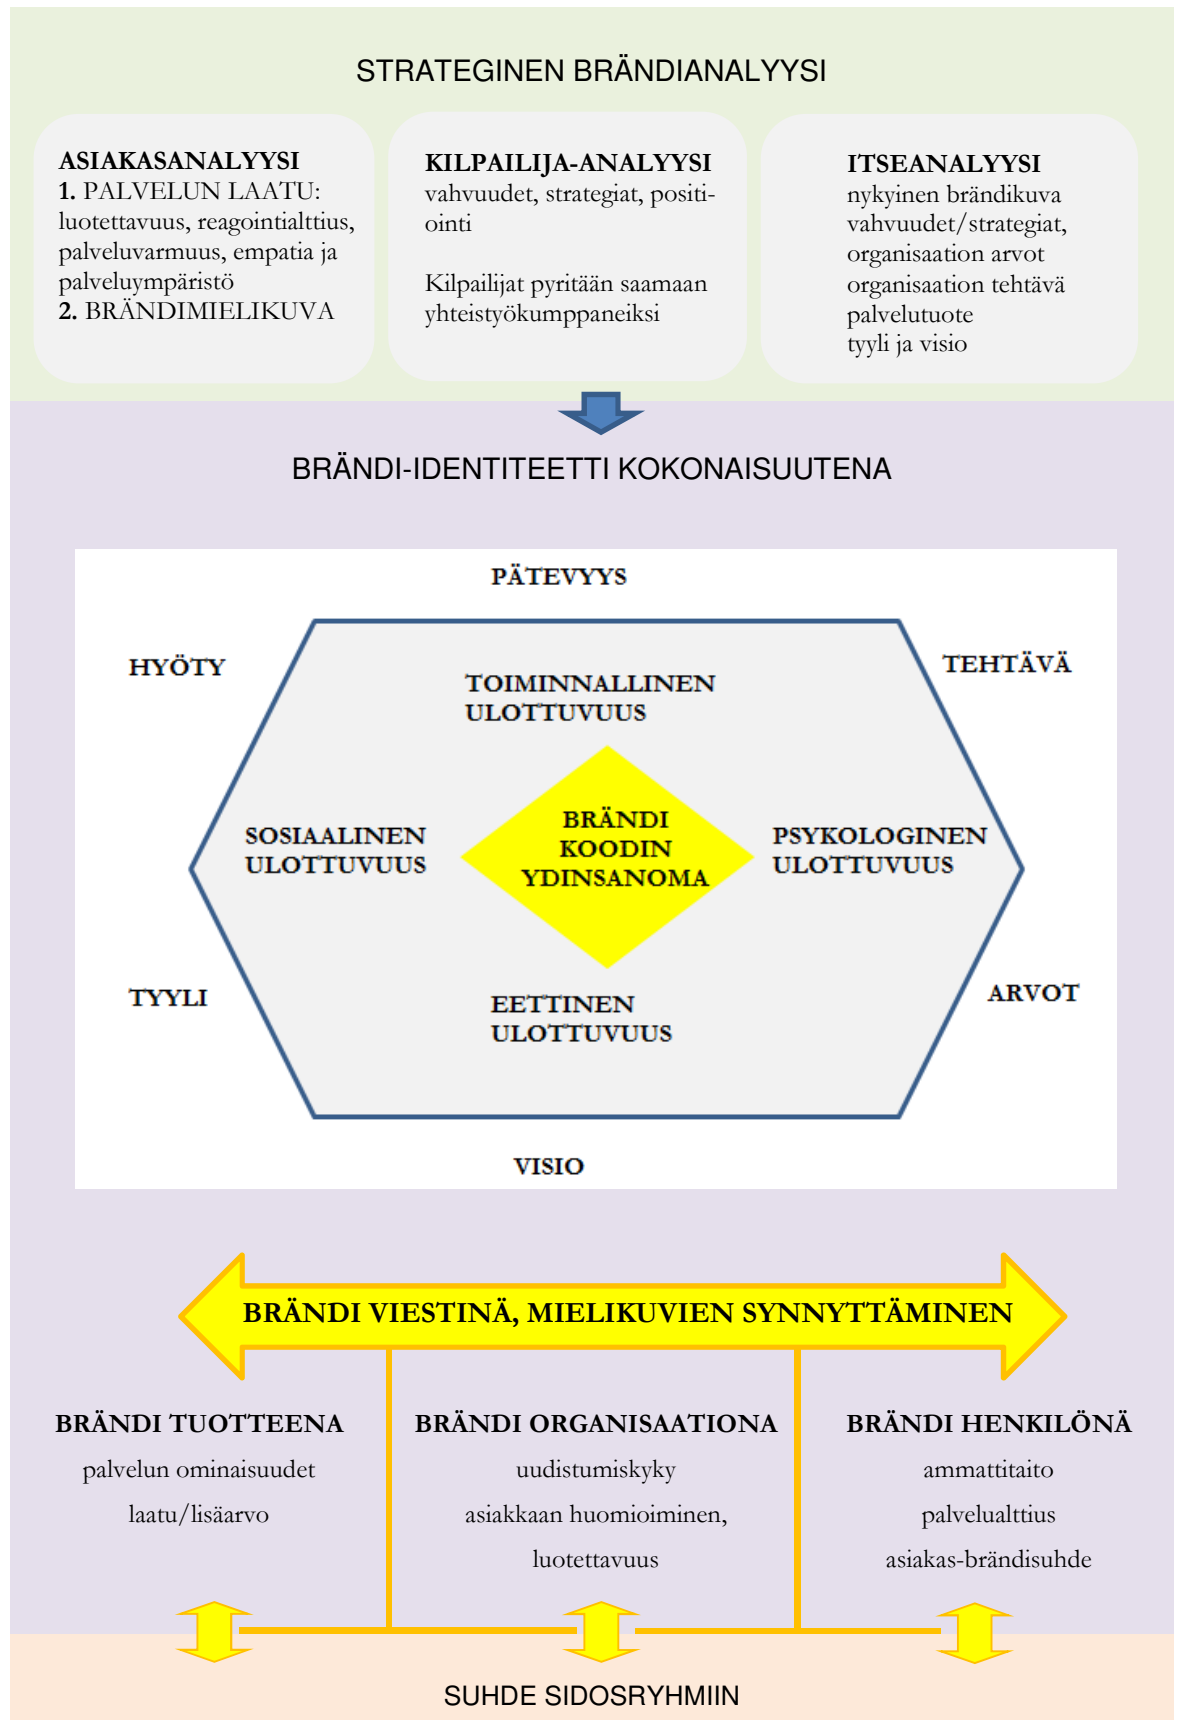 STRATEGINEN BRÄNDIANALYYSI
ASIAKASANALYYSI
1. PALVELUN LAATU:
luotettavuus, reagointialttius,
palveluvarmuus, empatia ja
palveluympäristö
2. BRÄNDIMIELIKUVA
KILPAILIJA-ANALYYSI
vahvuudet, strategiat, positi-
ointi
Kilpailijat pyritään saamaan
yhteistyökumppaneiksi
ITSEANALYYSI
nykyinen brändikuva
vahvuudet/strategiat,
organisaation arvot
organisaation tehtävä
palvelutuote
tyyli ja visio
BRÄNDI-IDENTITEETTI KOKONAISUUTENA
PÄTEVYYS
HYÖTY
TEHTÄVÄ
TOIMINNALLINEN
ULOTTUVUUS
SOSIAALINEN
ULOTTUVUUS
BRÄNDI
KOODIN
YDINSANOMA
PSYKOLOGINEN
ULOTTUVUUS
TYYLI
EETTINEN
ULOTTUVUUS
ARVOT
VISIO
BRÄNDI VIESTINÄ, MIELIKUVIEN SYNNYTTÄMINEN
BRÄNDI TUOTTEENA
palvelun ominaisuudet
laatu/lisäarvo
BRÄNDI ORGANISAATIONA
uudistumiskyky
asiakkaan huomioiminen,
luotettavuus
BRÄNDI HENKILÖNÄ
ammattitaito
palvelualttius
asiakas-brändisuhde
SUHDE SIDOSRYHMIIN